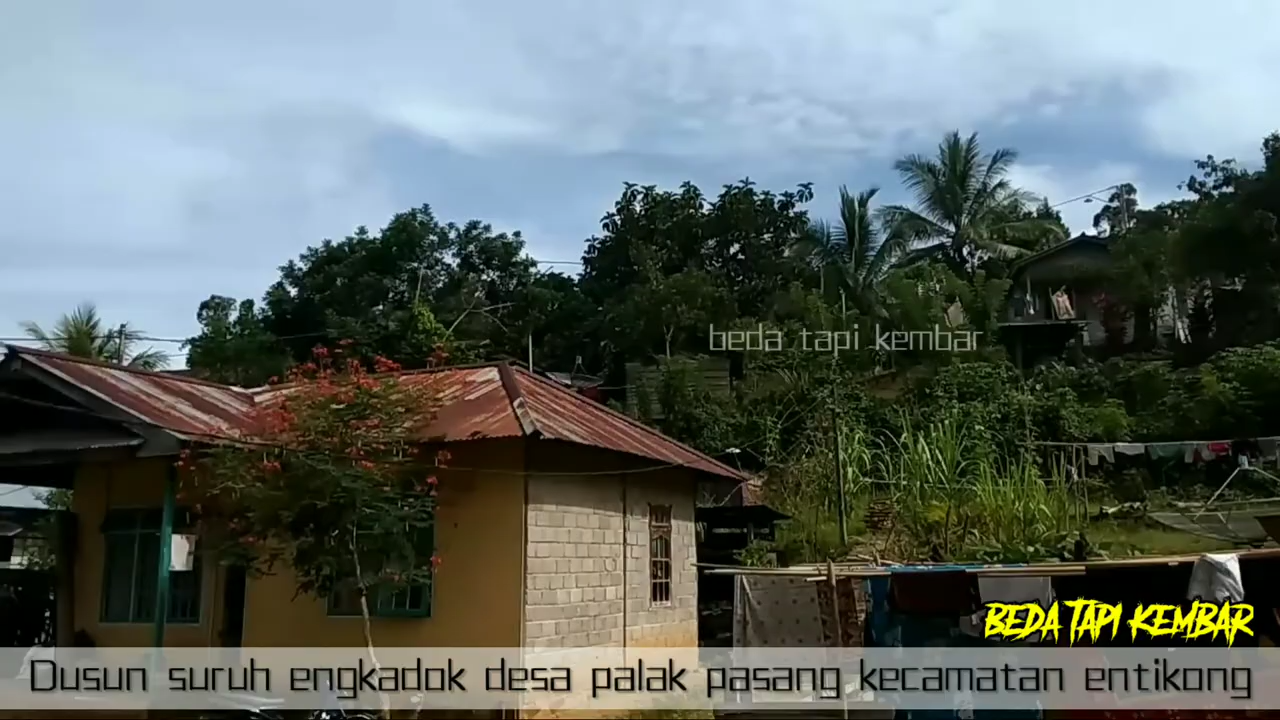 beda tapi kembar
BEDA TAPI KEMBAR
Dusun suruh engkadok desa palak pasang kecamatan entikong